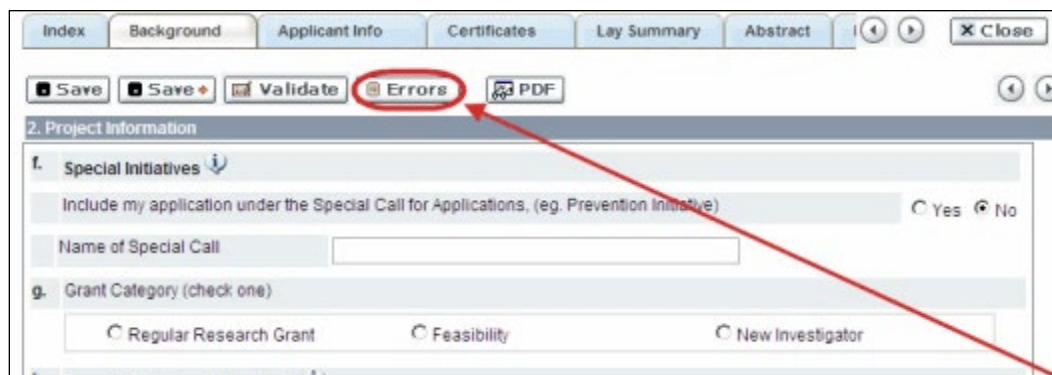 Index Background Applicant Info Certificates Lay Summary Abstract Close
Save Save Validate Errors PDF
2. Project Information
f. Special Initiatives
Include my application under the Special Call for Applications, (eg. Prevention Initiative) Yes No
Name of Special Call
g. Grant Category (check one)
Regular Research Grant Feasibility New Investigator